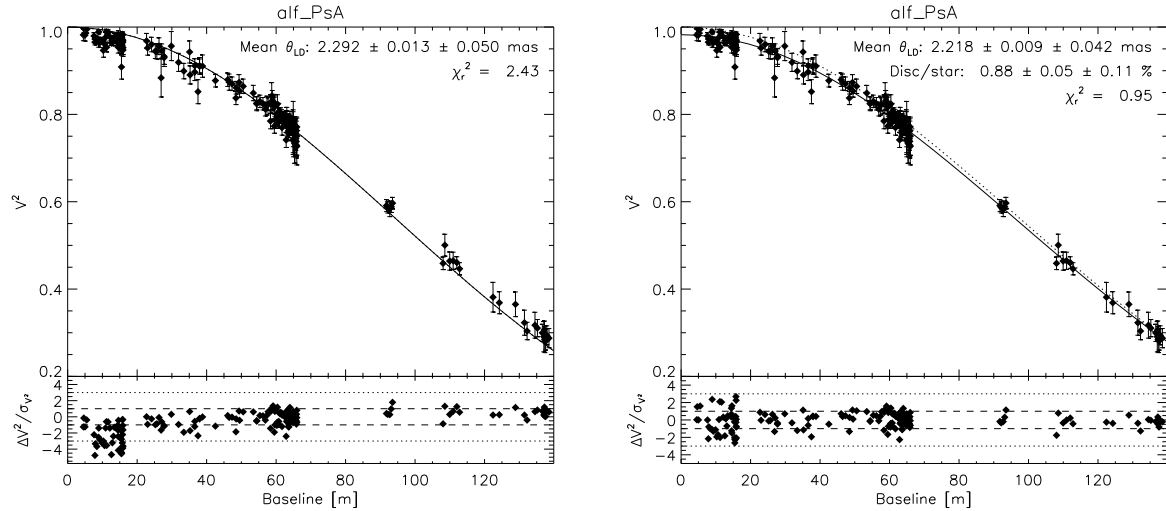 alf_PsA
Mean θLD: 2.292 ± 0.013 ± 0.050 mas
χr² = 2.43
1.0
0.8
0.6
0.4
0.2
V²
4
2
0
−2
−4
ΔV²/σV²
0 20 40 60 80 100 120
Baseline [m]
alf_PsA
Mean θLD: 2.218 ± 0.009 ± 0.042 mas
Disc/star: 0.88 ± 0.05 ± 0.11 %
χr² = 0.95
1.0
0.8
0.6
0.4
0.2
V²
4
2
0
−2
−4
ΔV²/σV²
0 20 40 60 80 100 120
Baseline [m]